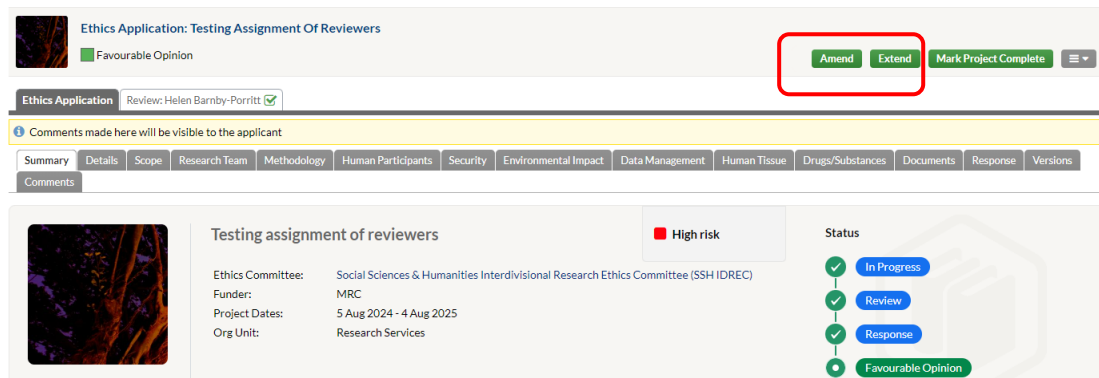 Ethics Application: Testing Assignment Of Reviewers
Favourable Opinion
Amend Extend Mark Project Complete
Ethics Application Review: Helen Barnby-Porritt
Comments made here will be visible to the applicant
Summary Details Scope Research Team Methodology Human Participants Security Environmental Impact Data Management Human Tissue Drugs/Substances Documents Response Versions
Comments
Testing assignment of reviewers
High risk
Ethics Committee: Social Sciences & Humanities Interdivisional Research Ethics Committee (SSH IDREC)
Funder: MRC
Project Dates: 5 Aug 2024 - 4 Aug 2025
Org Unit: Research Services
Status
In Progress
Review
Response
Favourable Opinion